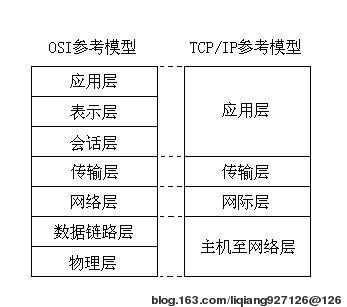 OSI参考模型
TCP/IP参考模型
应用层
表示层
会话层
传输层
网络层
数据链路层
物理层
应用层
传输层
网际层
主机至网络层
blog.163.com/liqiang927126@126